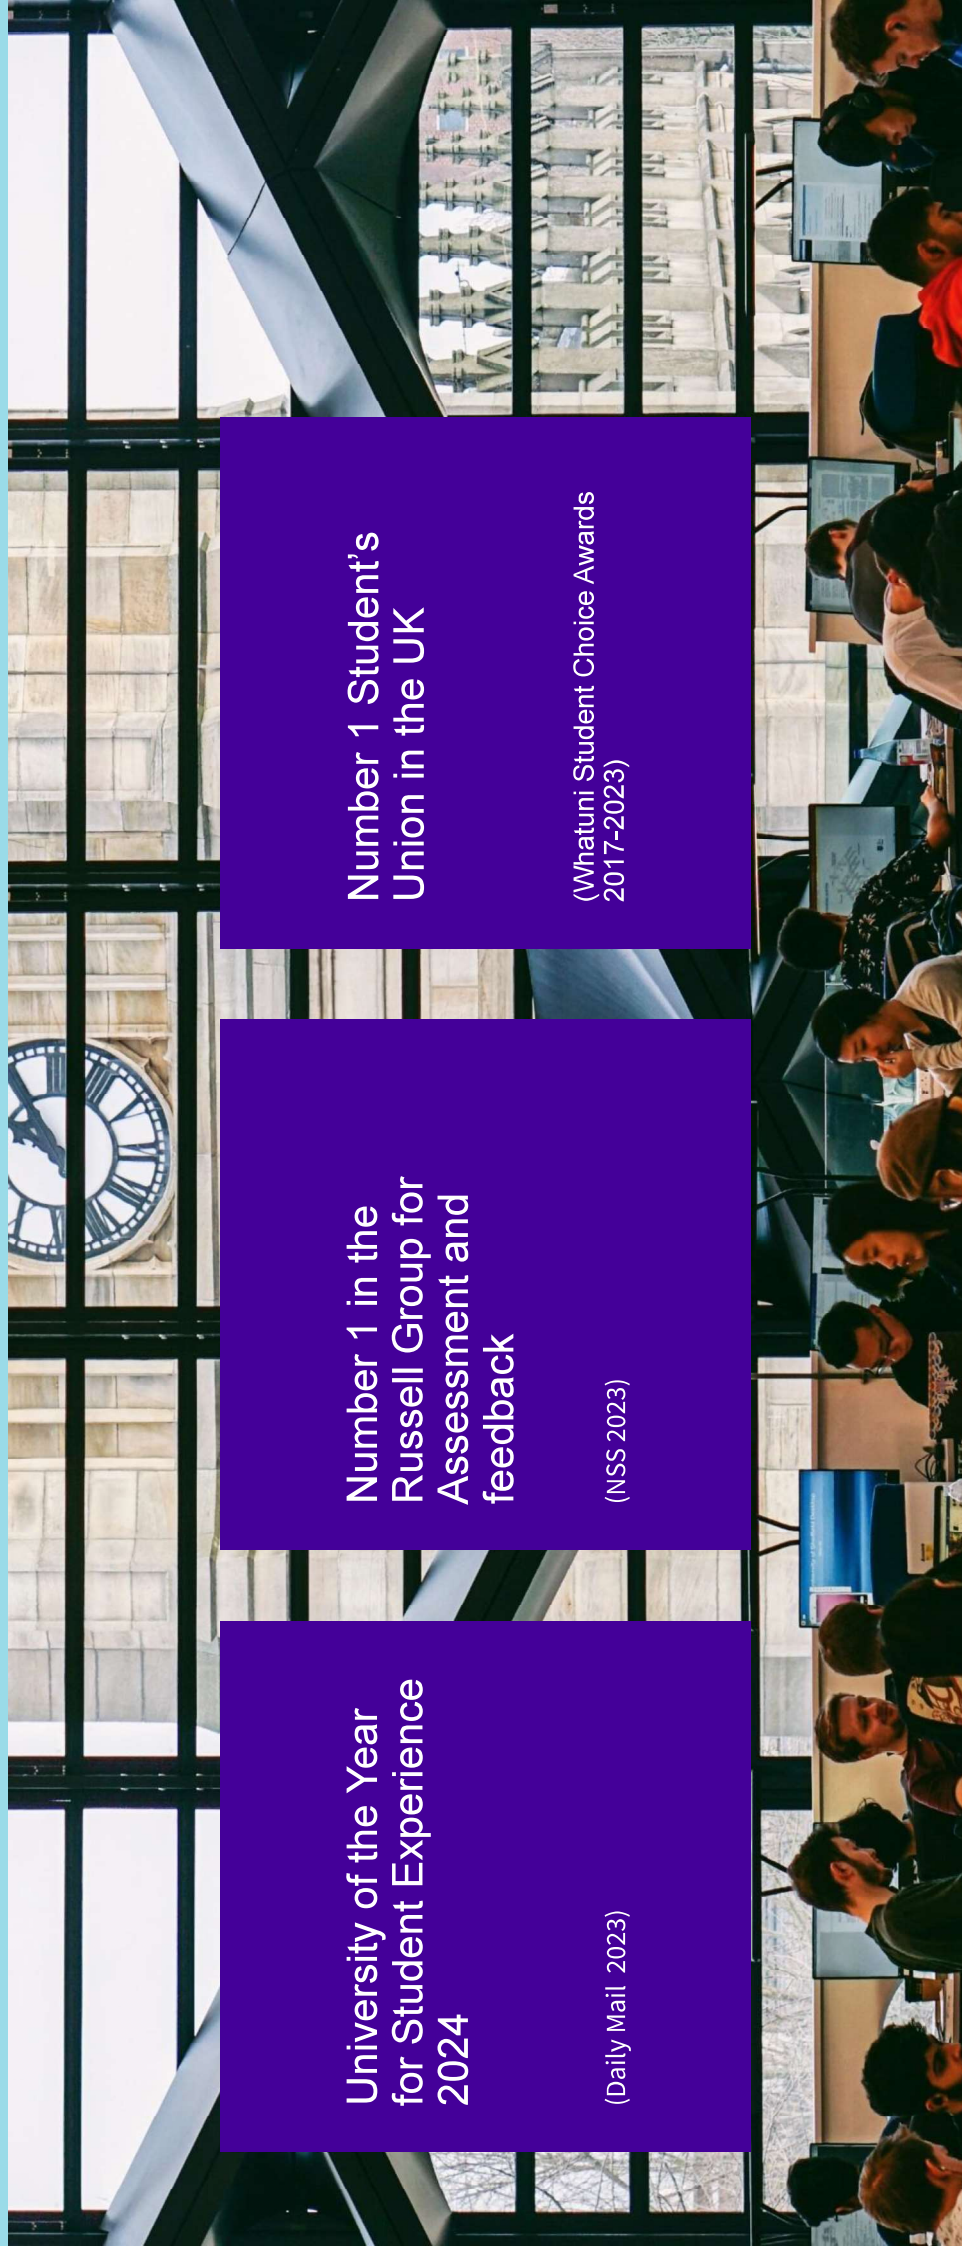 University of the Year
for Student Experience
2024
(Daily Mail  2023)
Number 1 in the
Russell Group for
Assessment and
feedback
(NSS 2023)
Number 1 Student’s
Union in the UK
(Whatuni Student Choice Awards
2017-2023)